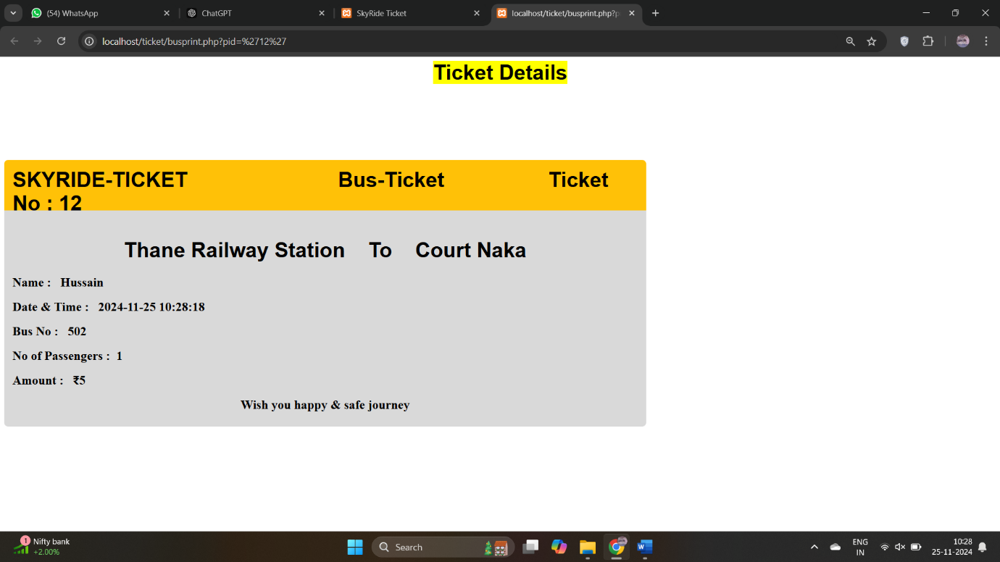 (54) WhatsApp
ChatGPT
SkyRide Ticket
localhost/ticket/busprint.php?p
localhost/ticket/busprint.php?pid=%2712%27
Ticket Details
SKYRIDE-TICKET Bus-Ticket Ticket
No : 12
Thane Railway Station To Court Naka
Name : Hussain
Date & Time : 2024-11-25 10:28:18
Bus No : 502
No of Passengers : 1
Amount : ₹5
Wish you happy & safe journey
1
Nifty bank
+2.00%
Search
ENG
IN
10:28
25-11-2024